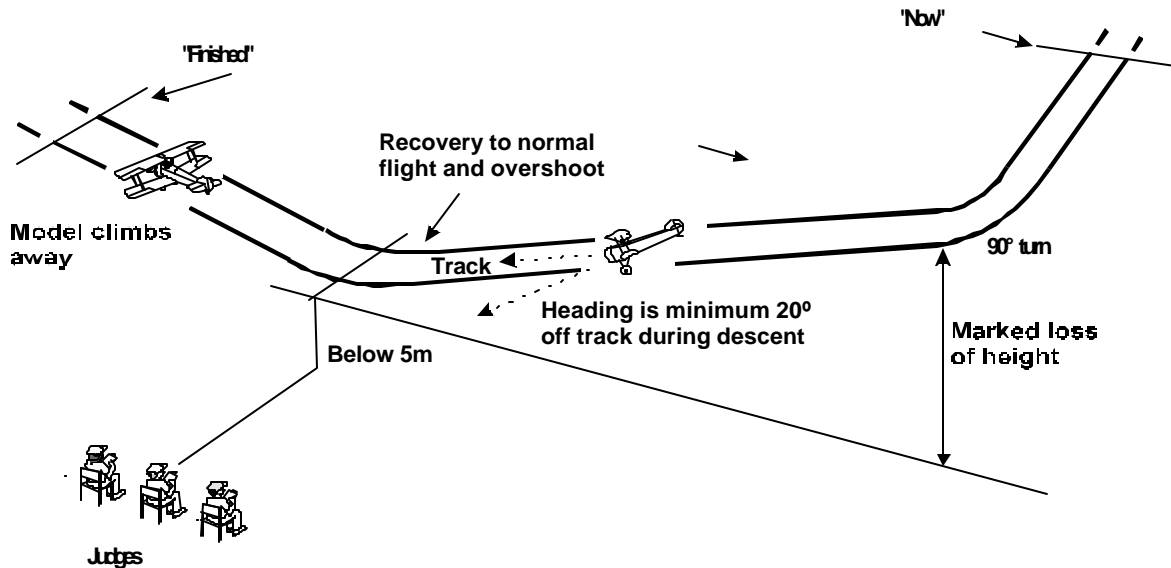 "Now"
"Finished"
Recovery to normal
flight and overshoot
Model climbs
away
Track
90° turn
Heading is minimum 20º
off track during descent
Marked loss
of height
Below 5m
Judges